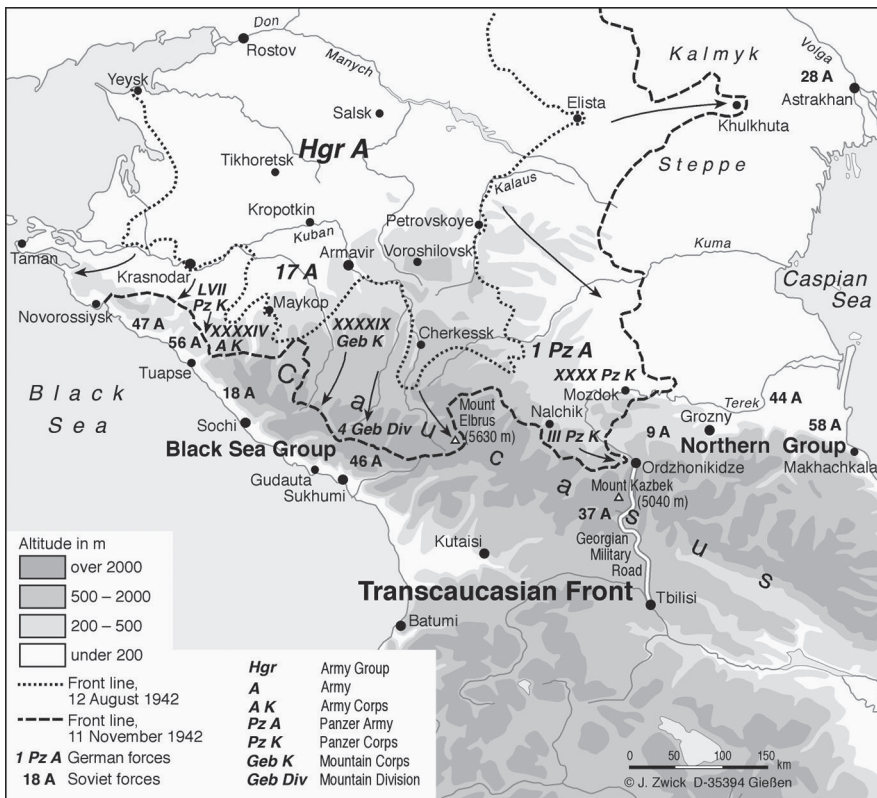 Don
Rostov
Manych
Kalmyk
Volga
28 A
Astrakhan
Yeysk
Salsk
Elista
Khulkhuta
Hgr A
Tikhoretsk
Steppe
Kalaus
Kropotkin
Petrovskoye
Kuban
Taman
Armavir
Voroshilovsk
Kuma
Krasnodar
17 A
Caspian
Sea
LVII
Pz K
Maykop
Novorossiysk
47 A
XXXXIV
A K
XXXXIX
Geb K
Cherkessk
56 A
1 Pz A
Tuapse
XXXX Pz K
Mozdok
Black
Sea
18 A
Caucasus
Mount
Elbrus
(5630 m)
Nalchik
Terek
44 A
Grozny
Sochi
4 Geb Div
III Pz K
9 A
58 A
Black Sea Group
Northern Group
46 A
Ordzhonikidze
Makhachkala
Gudauta
Sukhumi
Mount Kazbek
(5040 m)
37 A
Georgian
Military
Road
Kutaisi
Transcaucasian Front
Tbilisi
Batumi
Altitude in m
over 2000
500 - 2000
200 - 500
under 200
Front line,
12 August 1942
Front line,
11 November 1942
1 Pz A German forces
18 A Soviet forces
Hgr Army Group
A Army
A K Army Corps
Pz A Panzer Army
Pz K Panzer Corps
Geb K Mountain Corps
Geb Div Mountain Division
0 50 100 150
km
© J. Zwick D-35394 Gießen